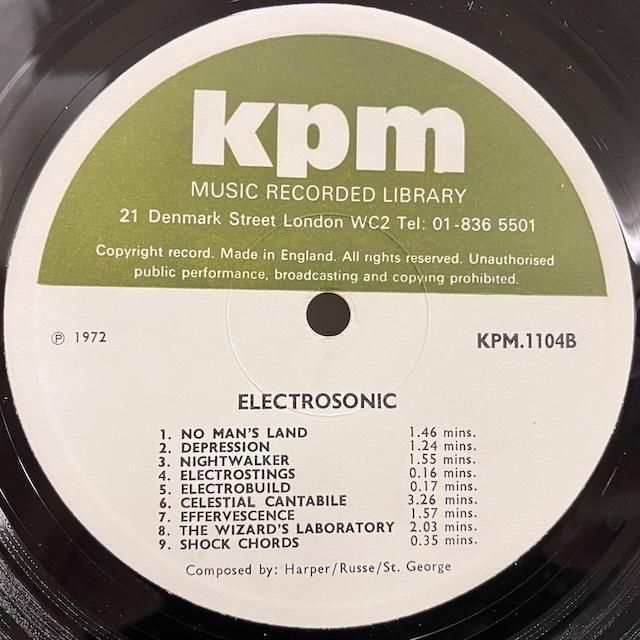 kpm
MUSIC RECORDED LIBRARY
21 Denmark Street London WC2 Tel: 01-836 5501
Copyright record. Made in England. All rights reserved. Unauthorised
public performance, broadcasting and copying prohibited.
℗ 1972 KPM.1104B
ELECTROSONIC
1. NO MAN'S LAND 1.46 mins.
2. DEPRESSION 1.24 mins.
3. NIGHTWALKER 1.55 mins.
4. ELECTROSTINGS 0.16 mins.
5. ELECTROBUILD 0.17 mins.
6. CELESTIAL CANTABILE 3.26 mins.
7. EFFERVESCENCE 1.57 mins.
8. THE WIZARD'S LABORATORY 2.03 mins.
9. SHOCK CHORDS 0.35 mins.
Composed by: Harper/Russe/St. George